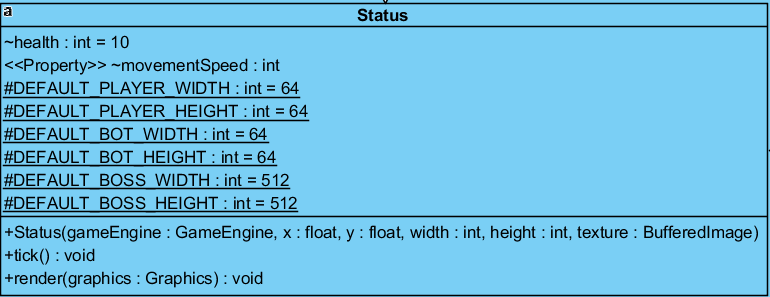 a
Status
~health : int = 10
<<Property>> ~movementSpeed : int
#DEFAULT_PLAYER_WIDTH : int = 64
#DEFAULT_PLAYER_HEIGHT : int = 64
#DEFAULT_BOT_WIDTH : int = 64
#DEFAULT_BOT_HEIGHT : int = 64
#DEFAULT_BOSS_WIDTH : int = 512
#DEFAULT_BOSS_HEIGHT : int = 512
+Status(gameEngine : GameEngine, x : float, y : float, width : int, height : int, texture : BufferedImage)
+tick() : void
+render(graphics : Graphics) : void